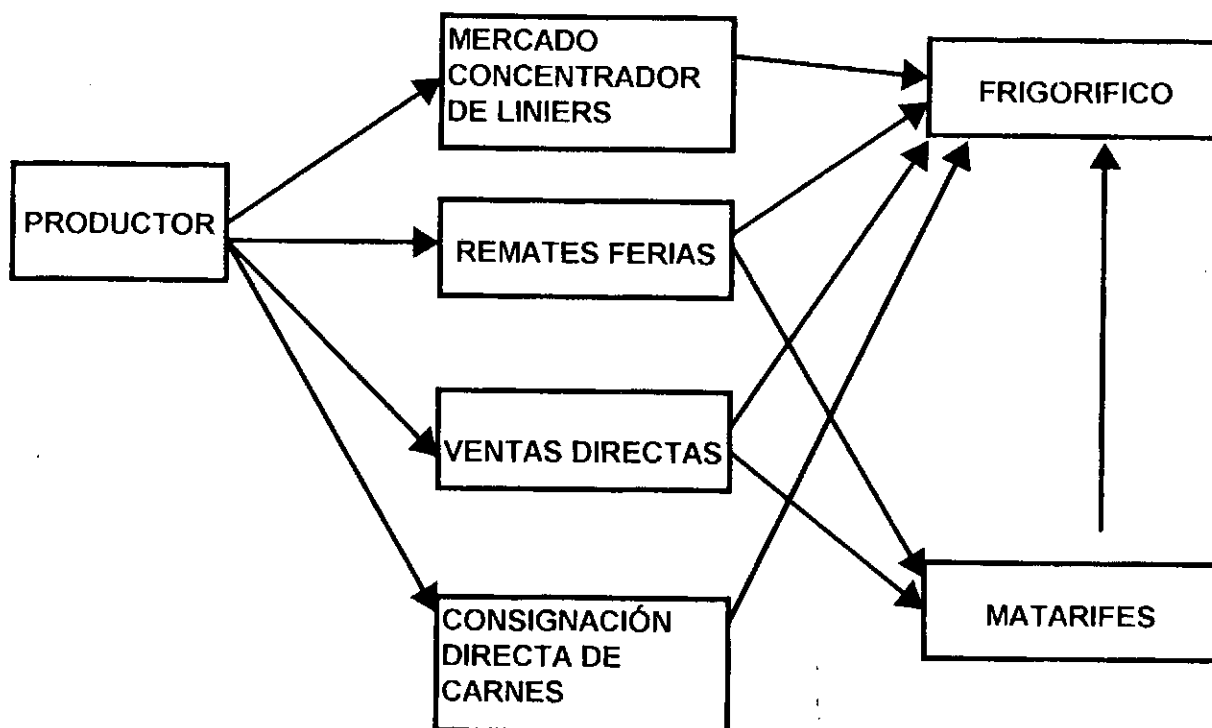 MERCADO
CONCENTRADOR
DE LINIERS
FRIGORIFICO
PRODUCTOR
REMATES FERIAS
VENTAS DIRECTAS
CONSIGNACIÓN
DIRECTA DE
CARNES
MATARIFES